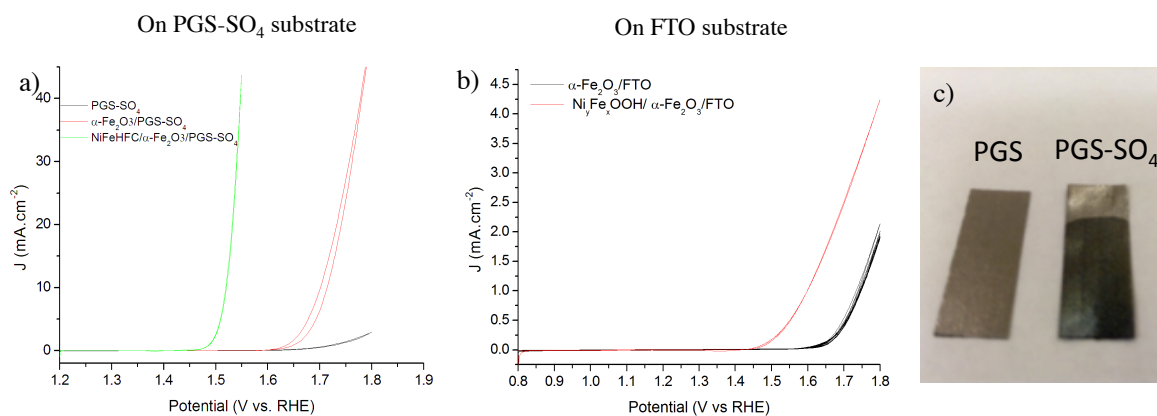 On PGS-SO₄ substrate
On FTO substrate
a)
PGS-SO₄
α-Fe₂O3/PGS-SO₄
NiFeHFC/α-Fe₂O3/PGS-SO₄
J (mA.cm⁻²)
40
30
20
10
0
1.2 1.3 1.4 1.5 1.6 1.7 1.8 1.9
Potential (V vs. RHE)
b)
α-Fe₂O₃/FTO
NiᵧFeₓOOH/ α-Fe₂O₃/FTO
J (mA.cm⁻²)
4.5
4.0
3.5
3.0
2.5
2.0
1.5
1.0
0.5
0.0
0.8 0.9 1.0 1.1 1.2 1.3 1.4 1.5 1.6 1.7 1.8
Potential (V vs RHE)
c)
PGS PGS-SO₄